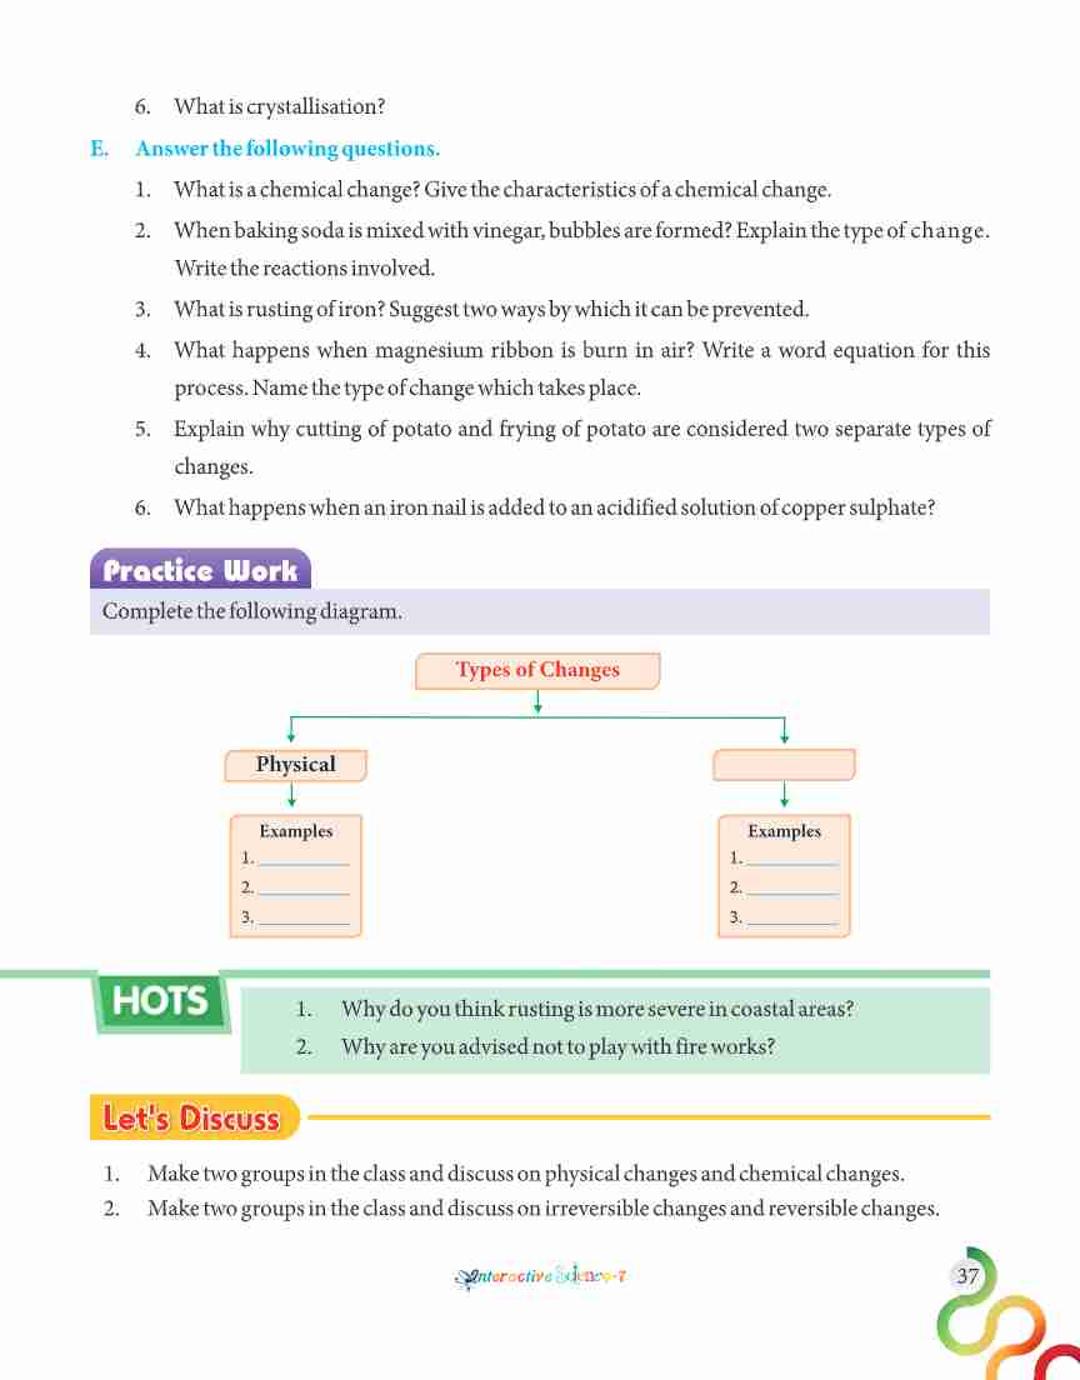 6. What is crystallisation?
E. Answer the following questions.
1. What is a chemical change? Give the characteristics of a chemical change.
2. When baking soda is mixed with vinegar, bubbles are formed? Explain the type of change.
Write the reactions involved.
3. What is rusting of iron? Suggest two ways by which it can be prevented.
4. What happens when magnesium ribbon is burn in air? Write a word equation for this
process. Name the type of change which takes place.
5. Explain why cutting of potato and frying of potato are considered two separate types of
changes.
6. What happens when an iron nail is added to an acidified solution of copper sulphate?
Practice Work
Complete the following diagram.
Types of Changes
Physical
Examples
1.
2.
3.
Examples
1.
2.
3.
HOTS
1. Why do you think rusting is more severe in coastal areas?
2. Why are you advised not to play with fire works?
Let's Discuss
1. Make two groups in the class and discuss on physical changes and chemical changes.
2. Make two groups in the class and discuss on irreversible changes and reversible changes.
Interactive Science-7
37